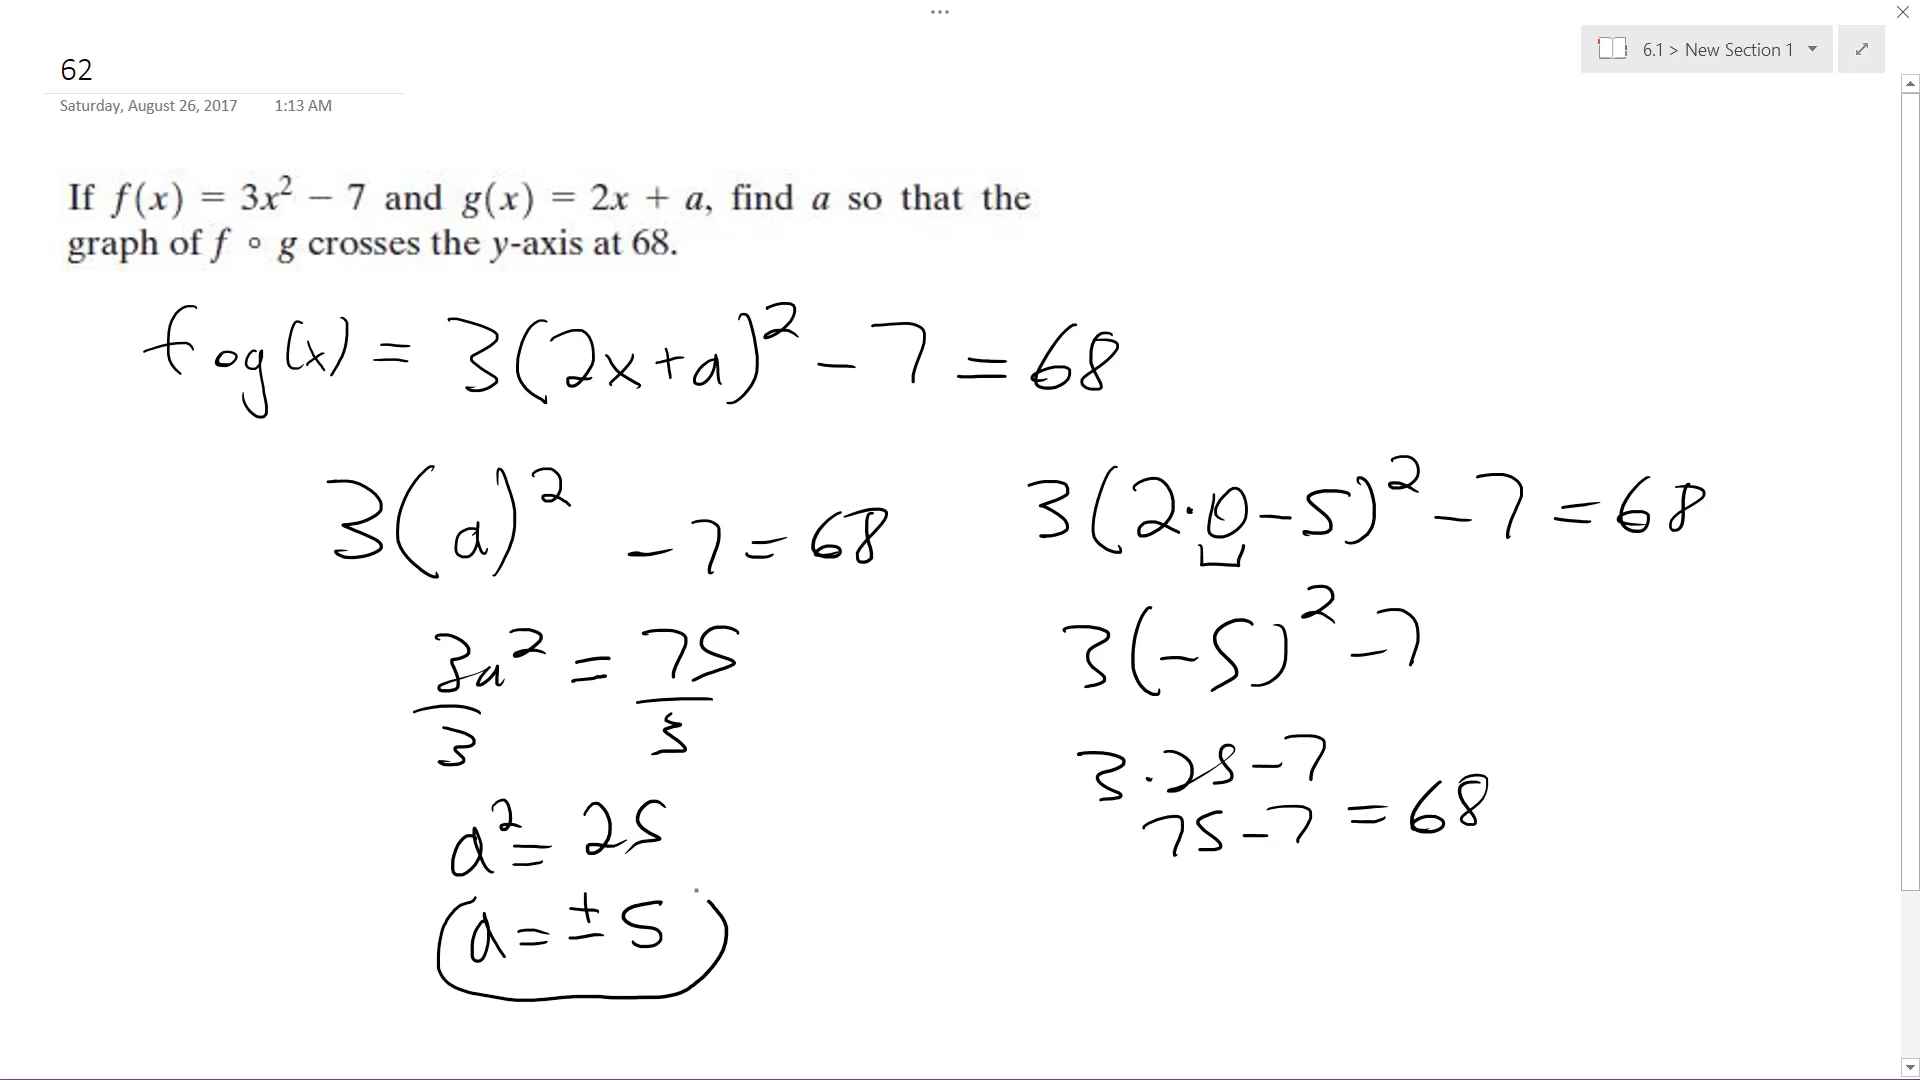 6.1 > New Section 1
62
Saturday, August 26, 2017 1:13 AM
If f(x) = 3x² − 7 and g(x) = 2x + a, find a so that the
graph of f ∘ g crosses the y-axis at 68.
fog(x) = 3(2x+a)² − 7 = 68
3(a)² − 7 = 68
3a² = 75
3 3
a² = 25
a = ± 5
3(2·0−5)² − 7 = 68
3(−5)² − 7
3·25 − 7
75 − 7 = 68